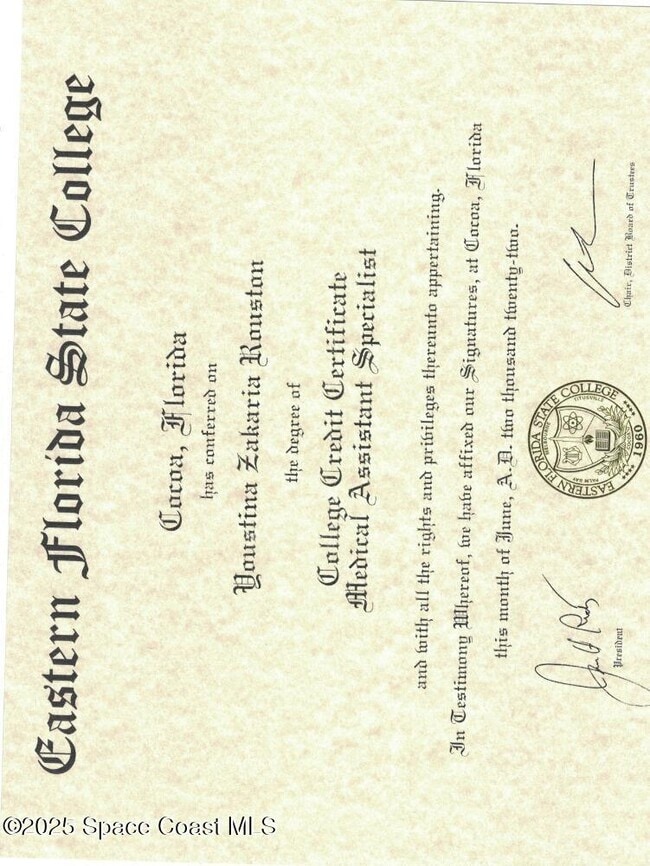 Eastern Florida State College
Cocoa, Florida
has conferred on
Youstina Zakaria Rouston
the degree of
College Credit Certificate
Medical Assistant Specialist
and with all the rights and privileges thereunto appertaining.
In Testimony Whereof, we have affixed our Signatures, at Cocoa, Florida
this month of June, A.D. two thousand twenty-two.
President
EASTERN FLORIDA STATE COLLEGE
TITUSVILLE
PALM BAY
1960
Chair, District Board of Trustees
©2025 Space Coast MLS